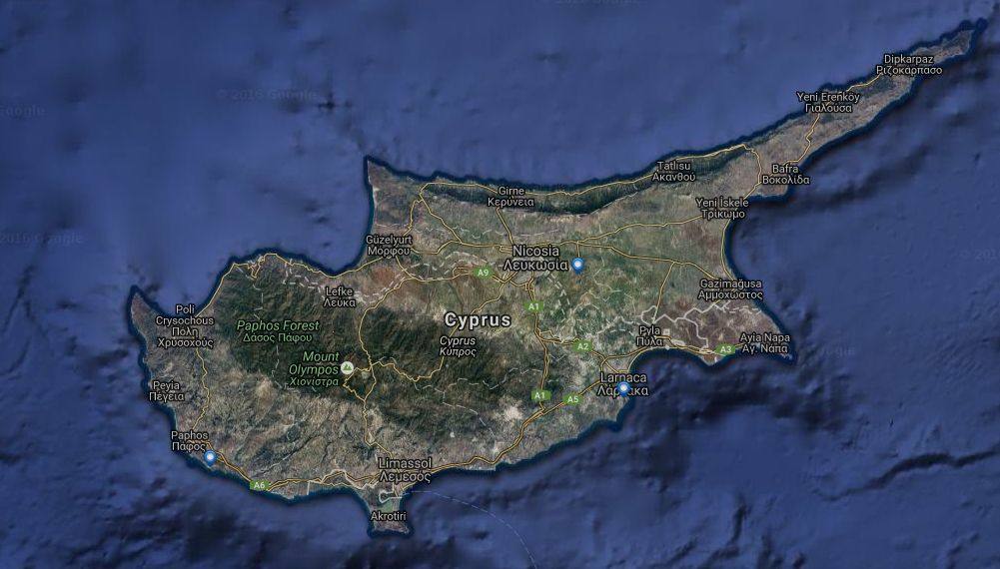 Dipkarpaz
Ριζοκάρπασο
Yeni Erenköy
Γιαλούσα
Tatlısu
Ακανθού
Bafra
Βοκολίδα
Girne
Κερύνεια
Yeni İskele
Τρίκωμο
Güzelyurt
Μόρφου
Nicosia
Λευκωσία
A9
Lefke
Λεύκα
Gazimağusa
Αμμόχωστος
A1
Poli
Crysochous
Πόλη
Χρυσοχούς
Paphos Forest
Δάσος Πάφου
Cyprus
Cyprus
Κύπρος
Pyla
Πύλα
A2
A3
Ayia Napa
Αγ. Νάπα
Mount
Olympos
Χιονίστρα
Peyia
Πέγεια
Larnaca
Λάρνακα
A1
A5
Paphos
Πάφος
Limassol
Λεμεσός
A6
Akrotiri